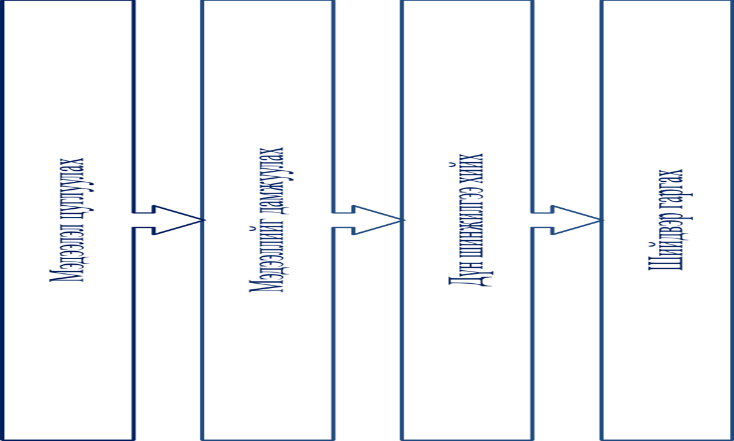 Мэдээлэл цуглуулах
Мэдээллийг дамжуулах
Дүн шинжилгээ хийх
Шийдвэр гаргах